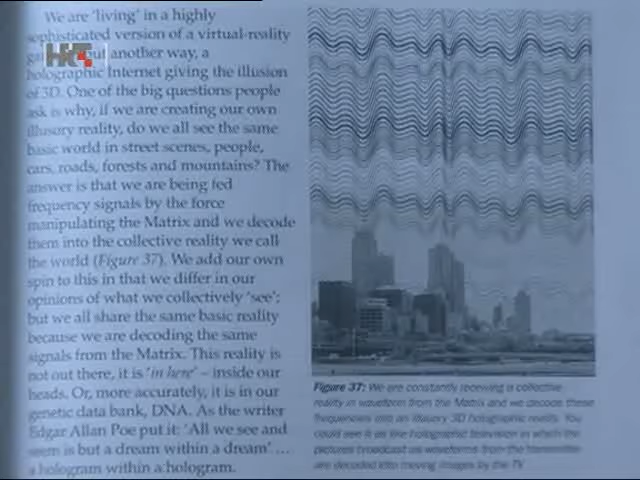 We are 'living' in a highly
sophisticated version of a virtual-reality
HRT
but another way, a
holographic Internet giving the illusion
of 3D. One of the big questions people
ask is why, if we are creating our own
illusory reality, do we all see the same
basic world in street scenes, people,
cars, roads, forests and mountains? The
answer is that we are being fed
frequency signals by the force
manipulating the Matrix and we decode
them into the collective reality we call
the world (Figure 37). We add our own
spin to this in that we differ in our
opinions of what we collectively 'see';
but we all share the same basic reality
because we are decoding the same
signals from the Matrix. This reality is
not out there, it is 'in here' – inside our
heads. Or, more accurately, it is in our
genetic data bank, DNA. As the writer
Edgar Allan Poe put it: 'All we see and
seem is but a dream within a dream' ...
a hologram within a hologram.
Figure 37: We are constantly receiving a collective
reality in waveform from the Matrix and we decode these
frequencies into an illusory 3D holographic reality. You
could see it as like holographic television in which the
pictures broadcast as waveforms from the transmitter
are decoded into moving images by the TV.